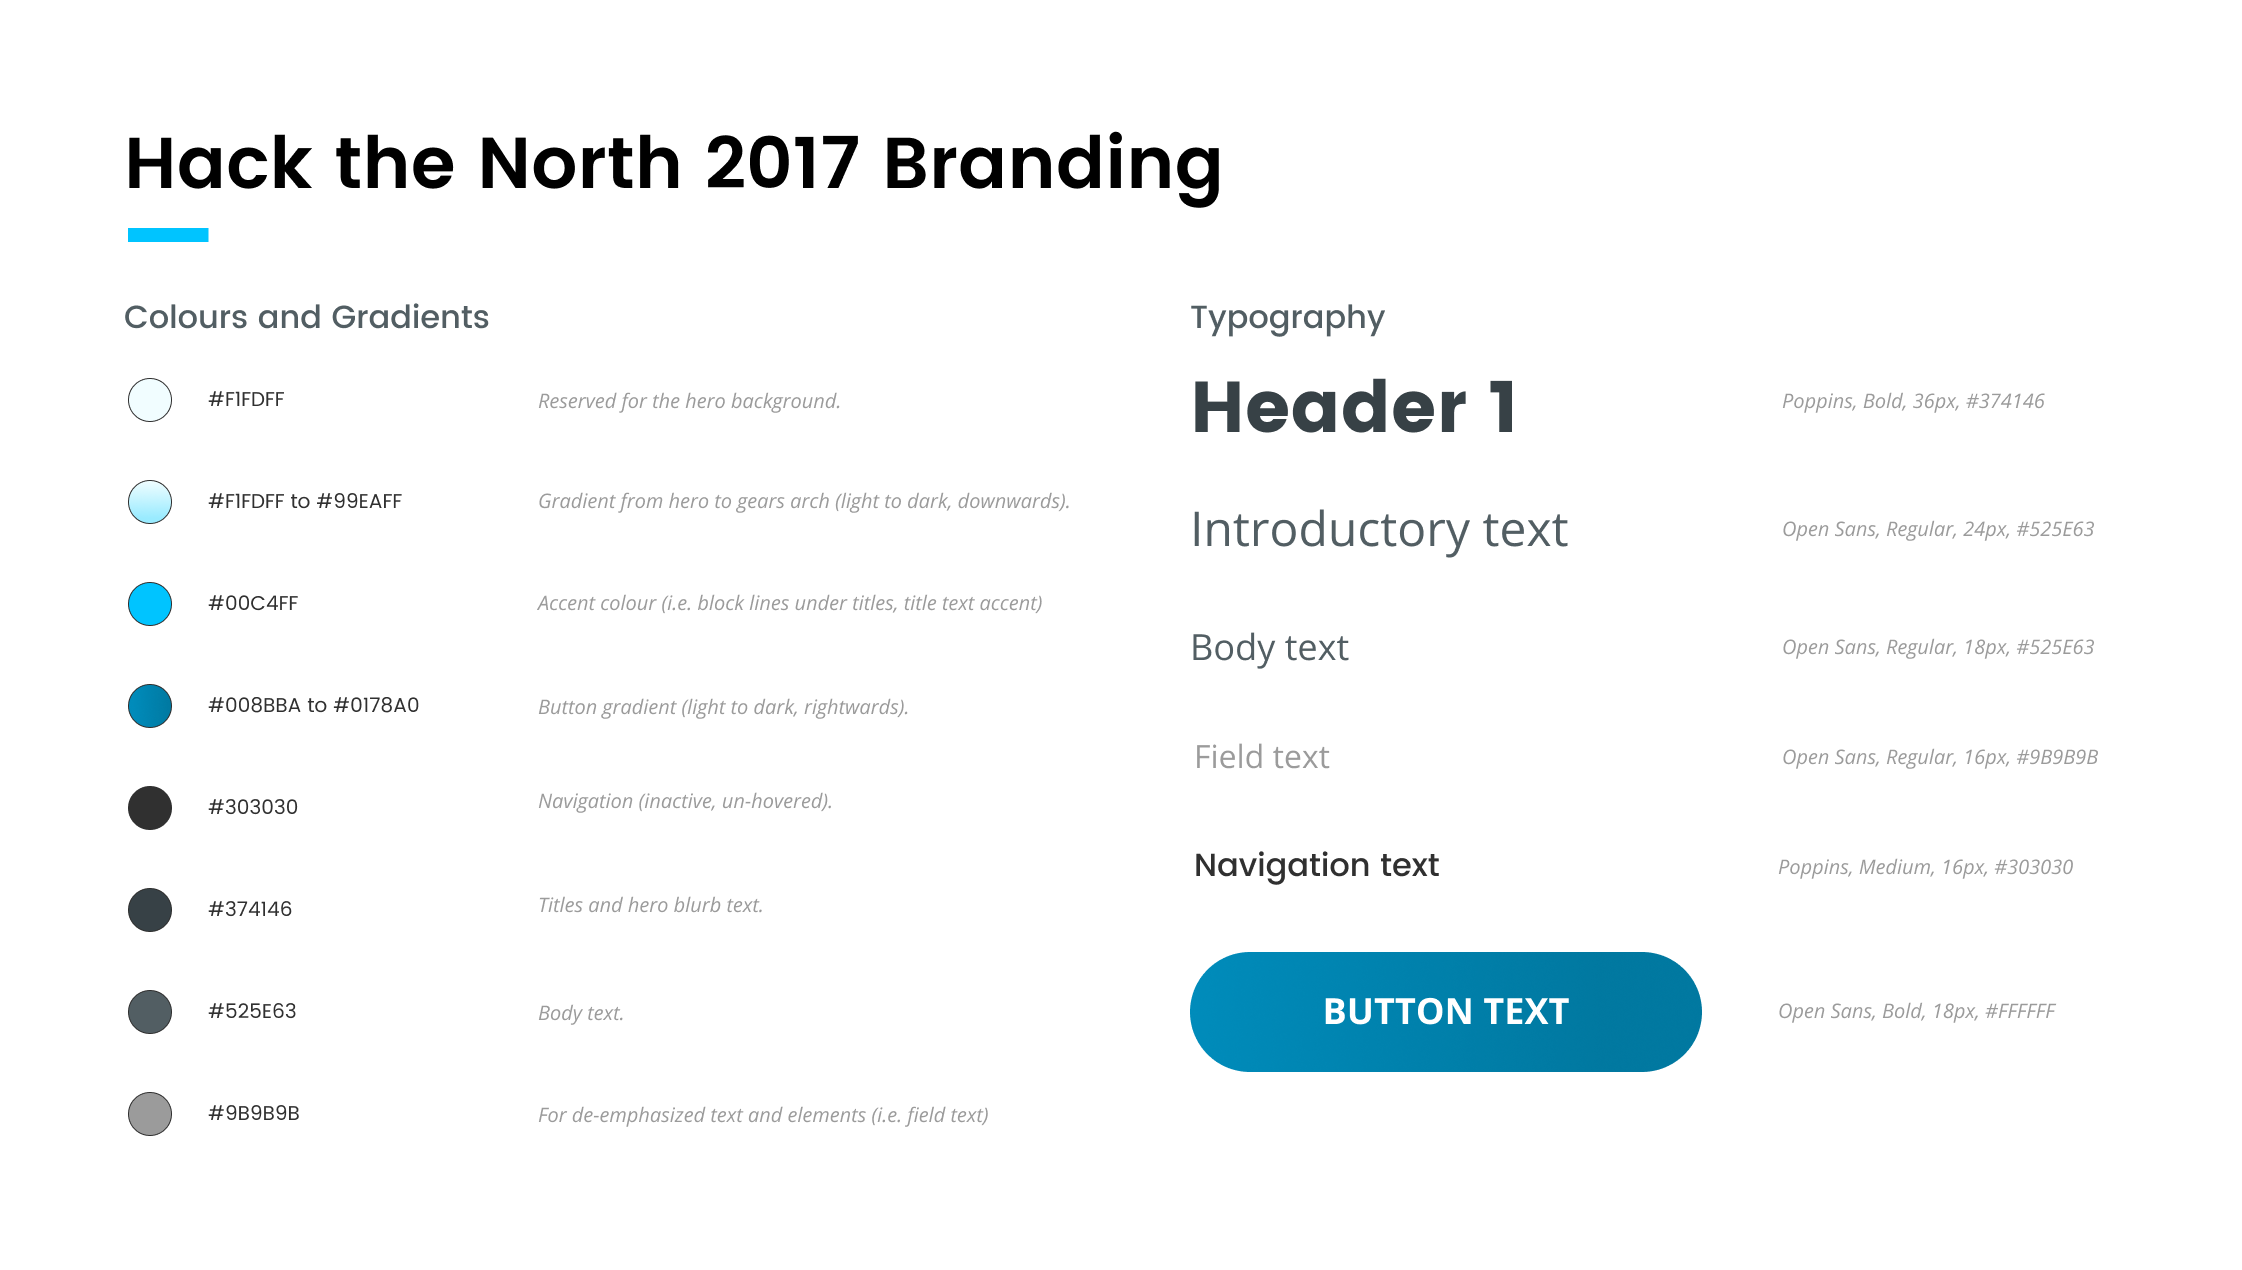 Hack the North 2017 Branding
Colours and Gradients
#F1FDFF
Reserved for the hero background.
#F1FDFF to #99EAFF
Gradient from hero to gears arch (light to dark, downwards).
#00C4FF
Accent colour (i.e. block lines under titles, title text accent)
#008BBA to #0178A0
Button gradient (light to dark, rightwards).
#303030
Navigation (inactive, un-hovered).
#374146
Titles and hero blurb text.
#525E63
Body text.
#9B9B9B
For de-emphasized text and elements (i.e. field text)
Typography
Header 1
Poppins, Bold, 36px, #374146
Introductory text
Open Sans, Regular, 24px, #525E63
Body text
Open Sans, Regular, 18px, #525E63
Field text
Open Sans, Regular, 16px, #9B9B9B
Navigation text
Poppins, Medium, 16px, #303030
BUTTON TEXT
Open Sans, Bold, 18px, #FFFFFF